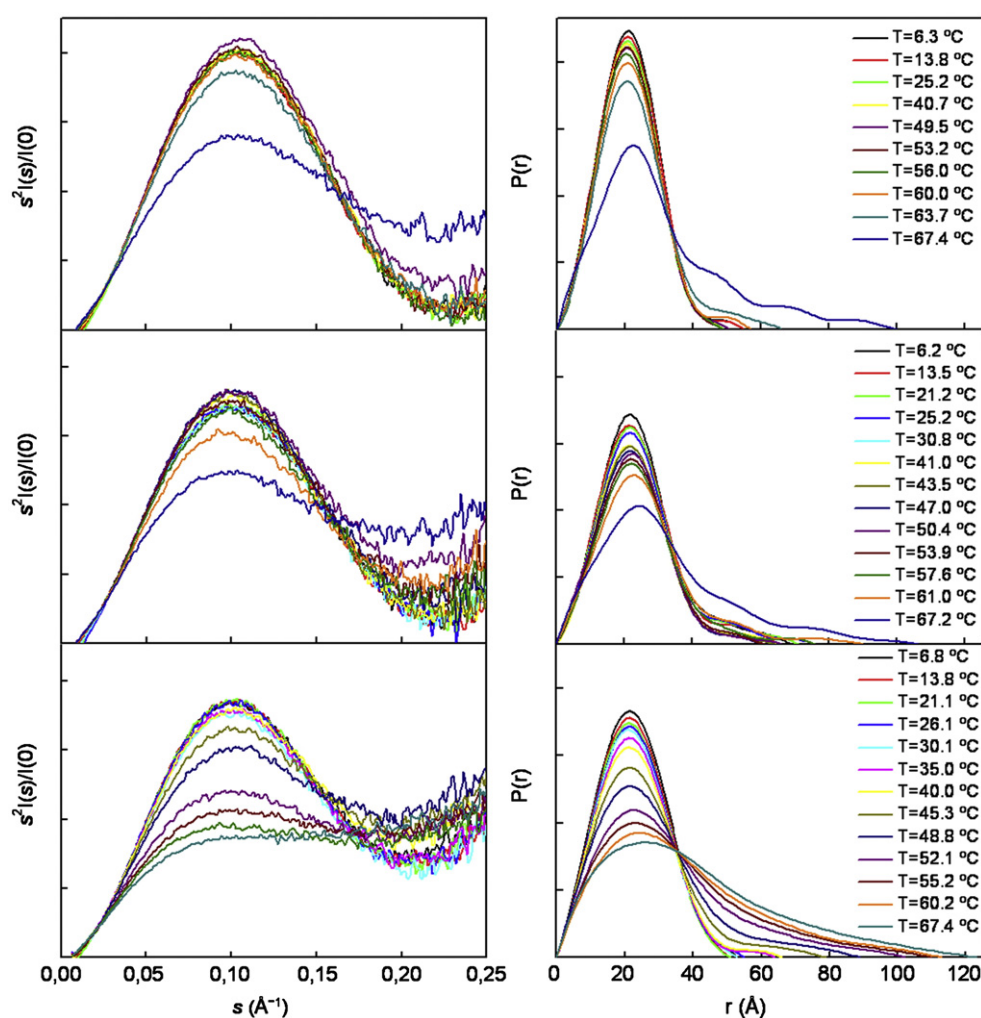 s²I(s)/I(0)
P(r)
T=6.3 ºC
T=13.8 ºC
T=25.2 ºC
T=40.7 ºC
T=49.5 ºC
T=53.2 ºC
T=56.0 ºC
T=60.0 ºC
T=63.7 ºC
T=67.4 ºC
s²I(s)/I(0)
P(r)
T=6.2 ºC
T=13.5 ºC
T=21.2 ºC
T=25.2 ºC
T=30.8 ºC
T=41.0 ºC
T=43.5 ºC
T=47.0 ºC
T=50.4 ºC
T=53.9 ºC
T=57.6 ºC
T=61.0 ºC
T=67.2 ºC
s²I(s)/I(0)
P(r)
T=6.8 ºC
T=13.8 ºC
T=21.1 ºC
T=26.1 ºC
T=30.1 ºC
T=35.0 ºC
T=40.0 ºC
T=45.3 ºC
T=48.8 ºC
T=52.1 ºC
T=55.2 ºC
T=60.2 ºC
T=67.4 ºC
0,00 0,05 0,10 0,15 0,20 0,25
0 20 40 60 80 100 120
s (Å⁻¹)
r (Å)